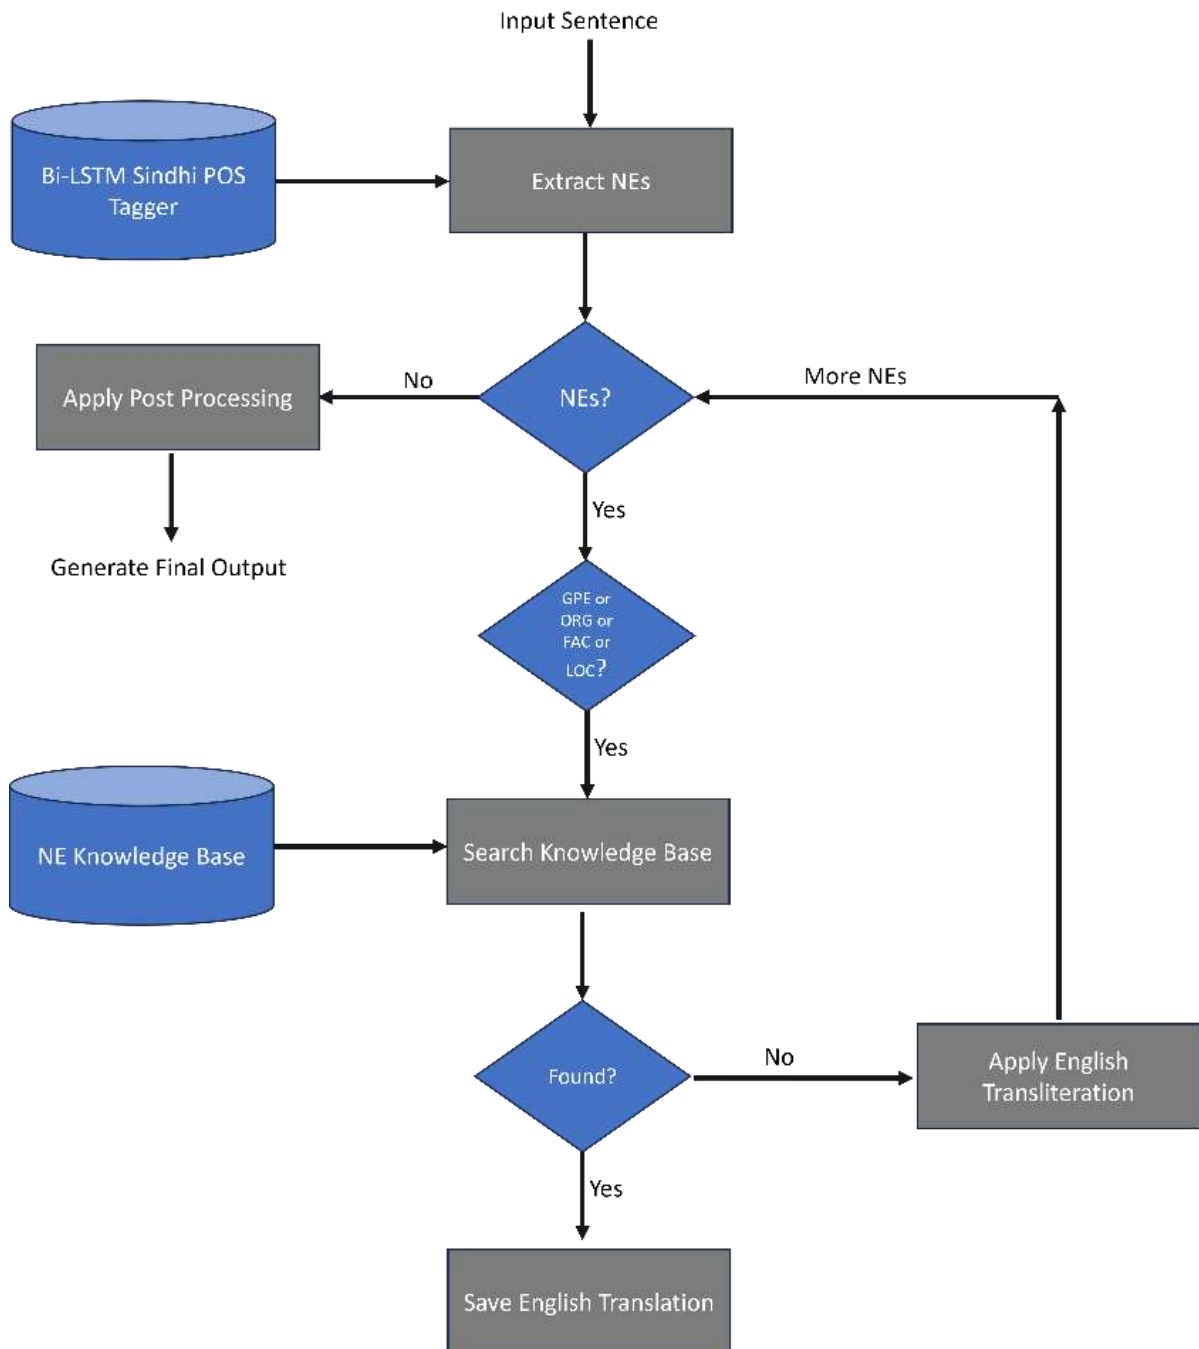 Input Sentence
Bi-LSTM Sindhi POS
Tagger
Extract NEs
Apply Post Processing
No
NEs?
More NEs
Yes
Generate Final Output
GPE or
ORG or
FAC or
LOC?
Yes
NE Knowledge Base
Search Knowledge Base
Found?
No
Apply English
Transliteration
Yes
Save English Translation